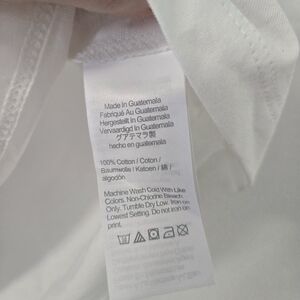 Made in Guatemala
Fabriqué Au Guatemala
Hergestellt in Guatemala
Vervaardigd in Guatemala
グアテマラ製
hecho en guatemala
100% Cotton / Coton /
Baumwolle / Katoen / 綿 /
algodón
Machine Wash Cold With Like
Colors. Non-Chlorine Bleach
Only. Tumble Dry Low. Iron on
Lowest Setting. Do not iron on
print.